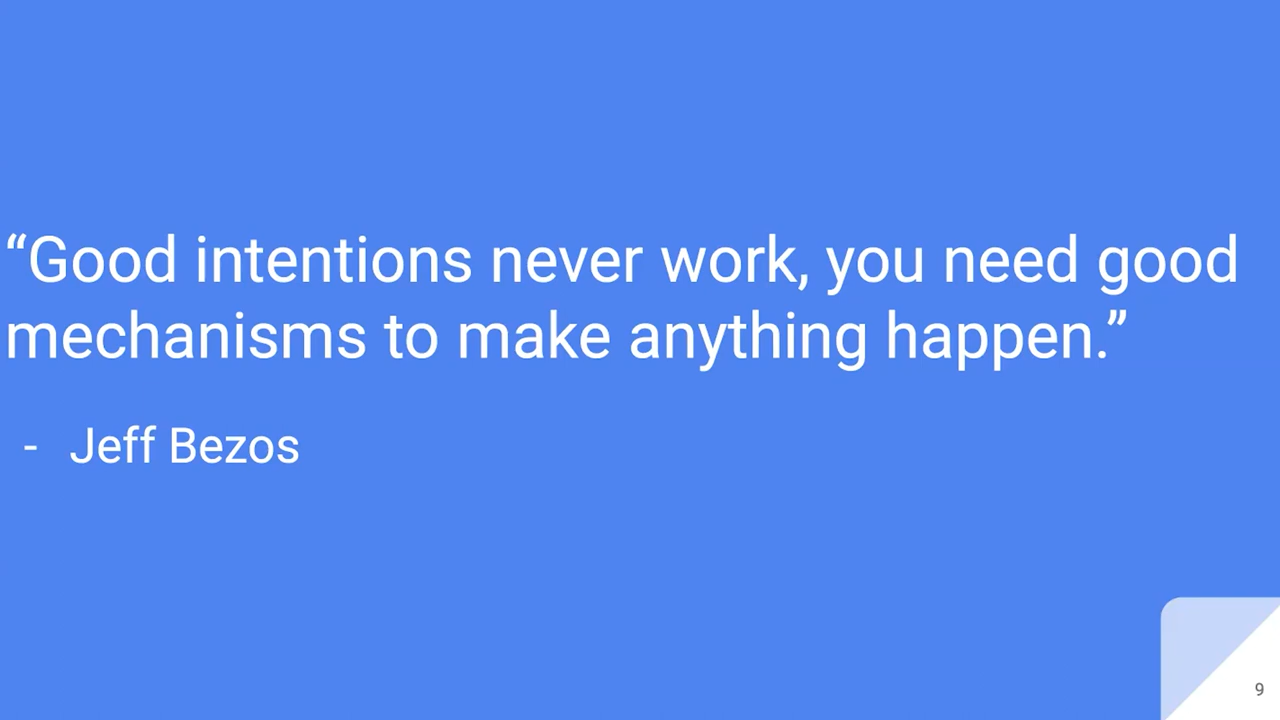 “Good intentions never work, you need good
mechanisms to make anything happen.”
- Jeff Bezos
9